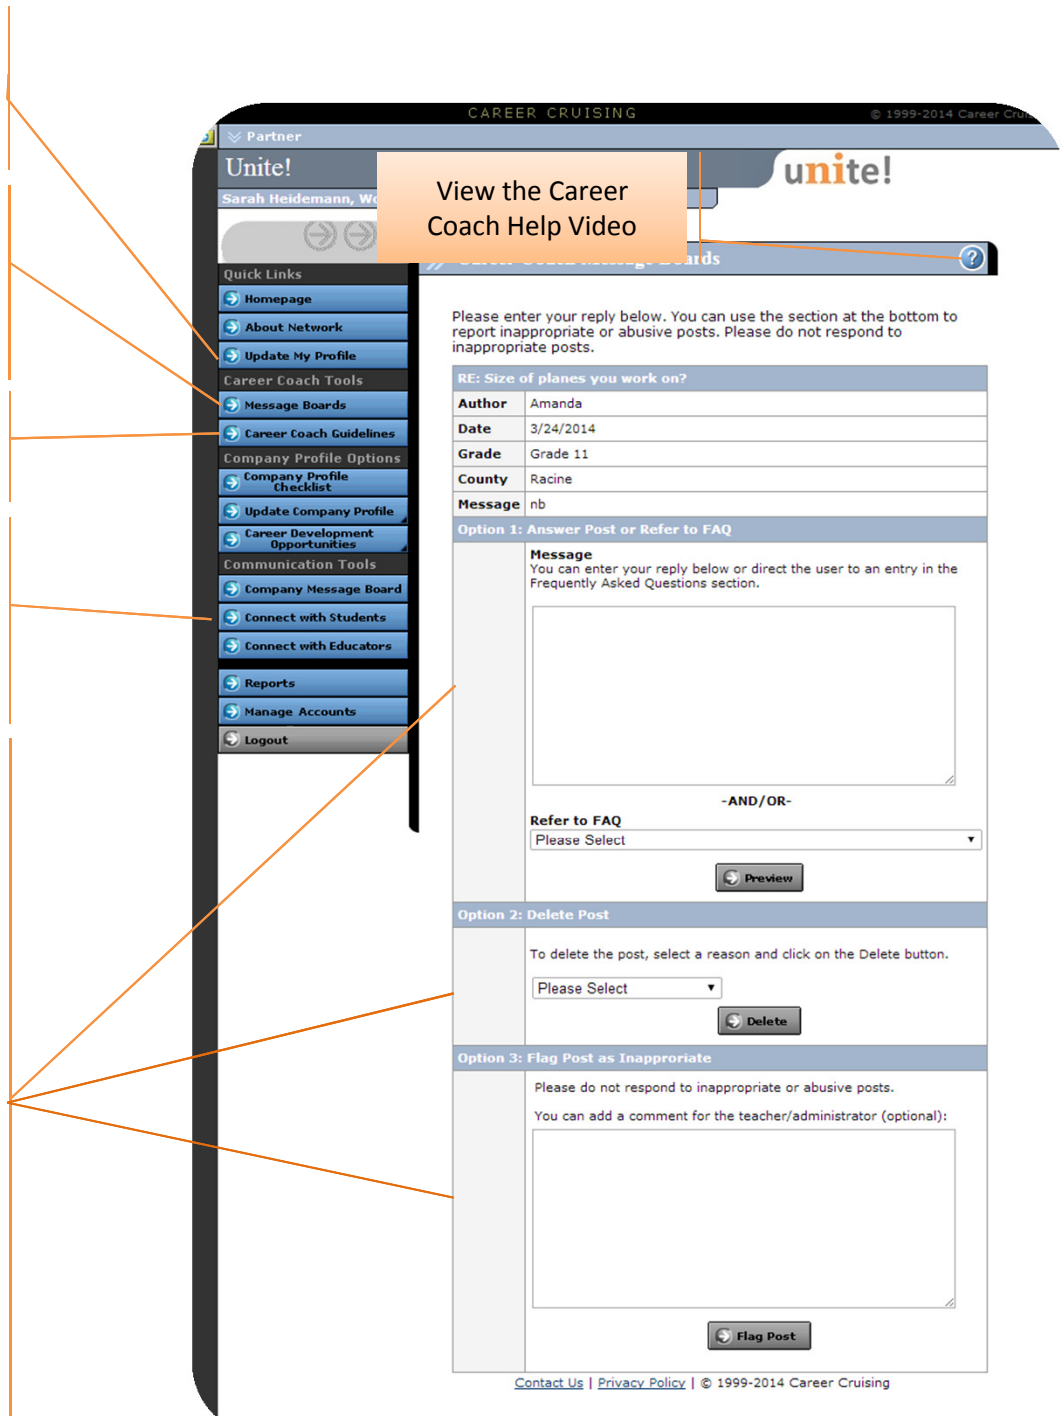 CAREER CRUISING
© 1999-2014 Career
Partner
Unite!
unite!
Sarah Heidemann,
View the Career
Coach Help Video
?
Quick Links
Homepage
About Network
Update My Profile
Career Coach Tools
Message Boards
Career Coach Guidelines
Company Profile Options
Company Profile
Checklist
Update Company Profile
Career Development
Opportunities
Communication Tools
Company Message Board
Connect with Students
Connect with Educators
Reports
Manage Accounts
Logout
Career Coach Message Boards
Please enter your reply below. You can use the section at the bottom to
report inappropriate or abusive posts. Please do not respond to
inappropriate posts.
RE: Size of planes you work on?
Author Amanda
Date 3/24/2014
Grade Grade 11
County Racine
Message nb
Option 1: Answer Post or Refer to FAQ
Message
You can enter your reply below or direct the user to an entry in the
Frequently Asked Questions section.
-AND/OR-
Refer to FAQ
Please Select
Preview
Option 2: Delete Post
To delete the post, select a reason and click on the Delete button.
Please Select
Delete
Option 3: Flag Post as Inapproriate
Please do not respond to inappropriate or abusive posts.
You can add a comment for the teacher/administrator (optional):
Flag Post
Contact Us | Privacy Policy | © 1999-2014 Career Cruising